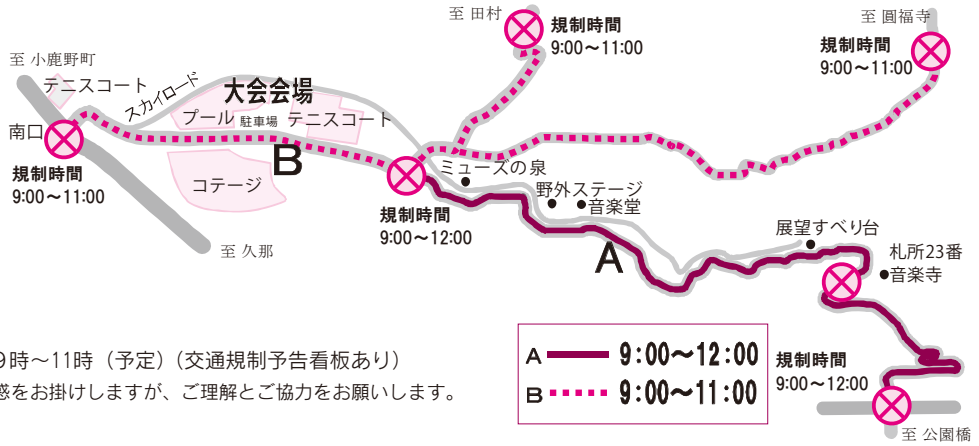 至 田村
規制時間
9:00〜11:00
至 圓福寺
規制時間
9:00〜11:00
至 小鹿野町
テニスコート
スカイロード
大会会場
プール
駐車場
テニスコート
南口
規制時間
9:00〜11:00
B
コテージ
至 久那
ミューズの泉
規制時間
9:00〜12:00
野外ステージ
音楽堂
A
展望すべり台
札所23番
音楽寺
9時〜11時（予定）（交通規制予告看板あり）
惑をお掛けしますが、ご理解とご協力をお願いします。
A 9:00〜12:00
B 9:00〜11:00
規制時間
9:00〜12:00
至 公園橋